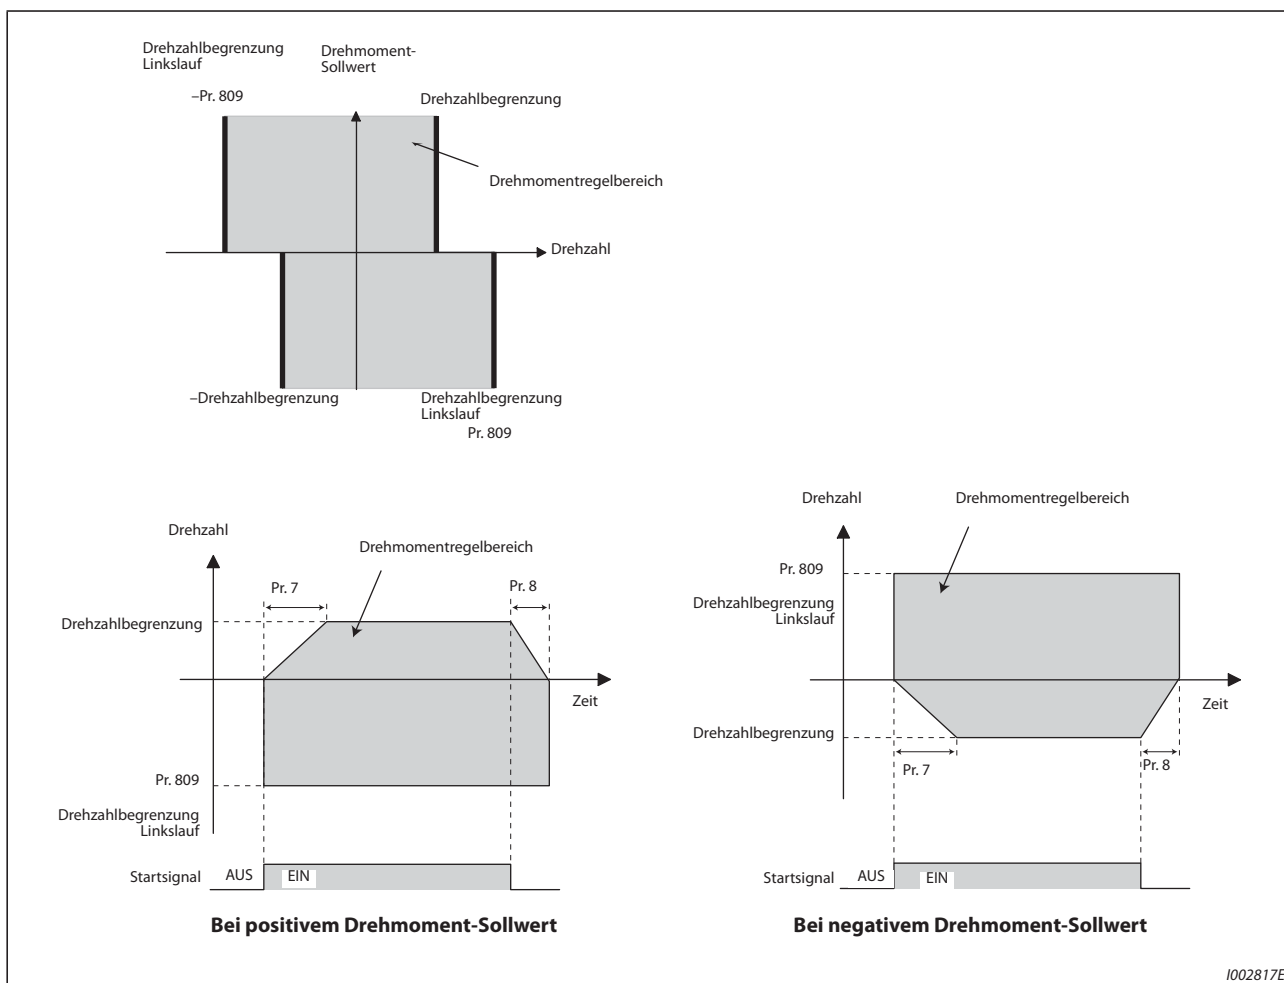 Drehzahlbegrenzung
Linkslauf
Drehmoment-
Sollwert
–Pr. 809
Drehzahlbegrenzung
Drehmomentregelbereich
Drehzahl
–Drehzahlbegrenzung
Drehzahlbegrenzung
Linkslauf
Pr. 809
Drehzahl
Drehmomentregelbereich
Pr. 7
Pr. 8
Drehzahlbegrenzung
Zeit
Pr. 809
Drehzahlbegrenzung
Linkslauf
Startsignal
AUS
EIN
Bei positivem Drehmoment-Sollwert
Drehzahl
Drehmomentregelbereich
Pr. 809
Drehzahlbegrenzung
Linkslauf
Zeit
Drehzahlbegrenzung
Pr. 7
Pr. 8
Startsignal
AUS
EIN
Bei negativem Drehmoment-Sollwert
I002817E